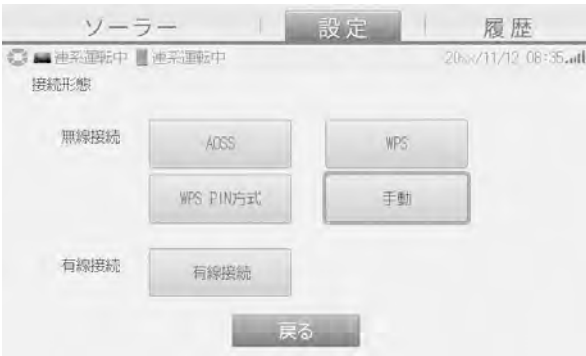 ソーラー 設定 履歴
連系運転中 連系運転中 20xx/11/12 08:35
接続形態
無線接続 AOSS WPS
WPS PIN方式 手動
有線接続 有線接続
戻る